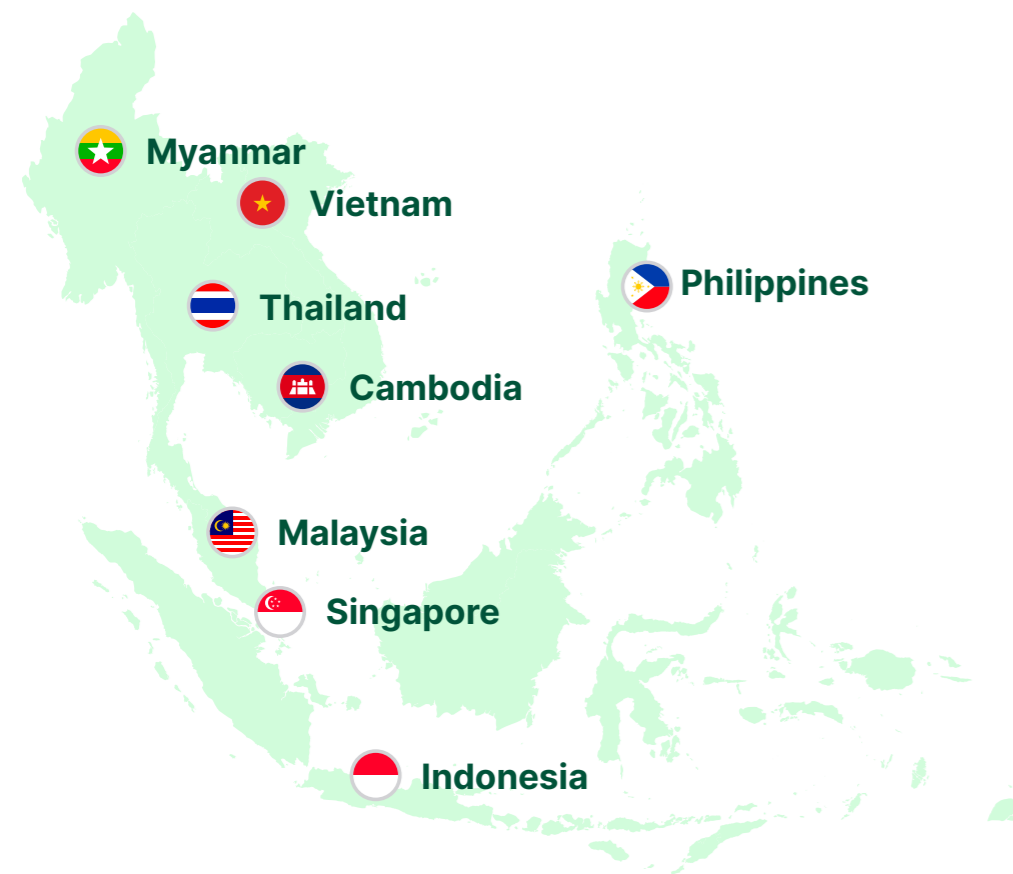 Myanmar
Vietnam
Philippines
Thailand
Cambodia
Malaysia
Singapore
Indonesia